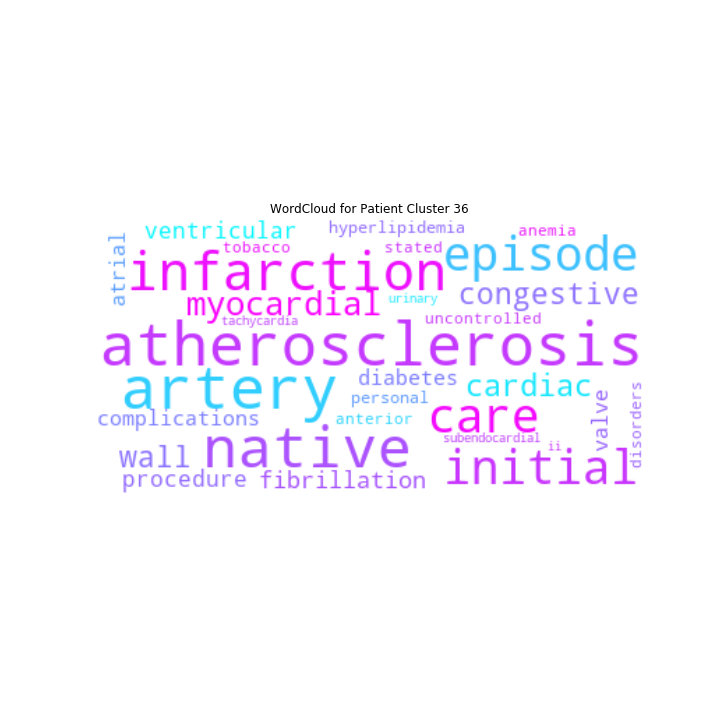 WordCloud for Patient Cluster 36
ventricular hyperlipidemia anemia
atrial tobacco stated episode
infarction
myocardial urinary congestive
tachycardia uncontrolled
atherosclerosis
artery diabetes cardiac
personal
complications anterior care valve disorders
wall native subendocardial ii
initial
procedure fibrillation